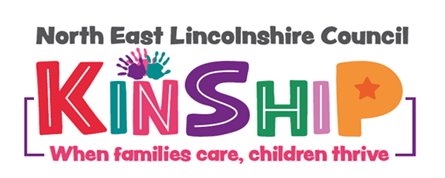 North East Lincolnshire Council
KINSHIP
When families care, children thrive